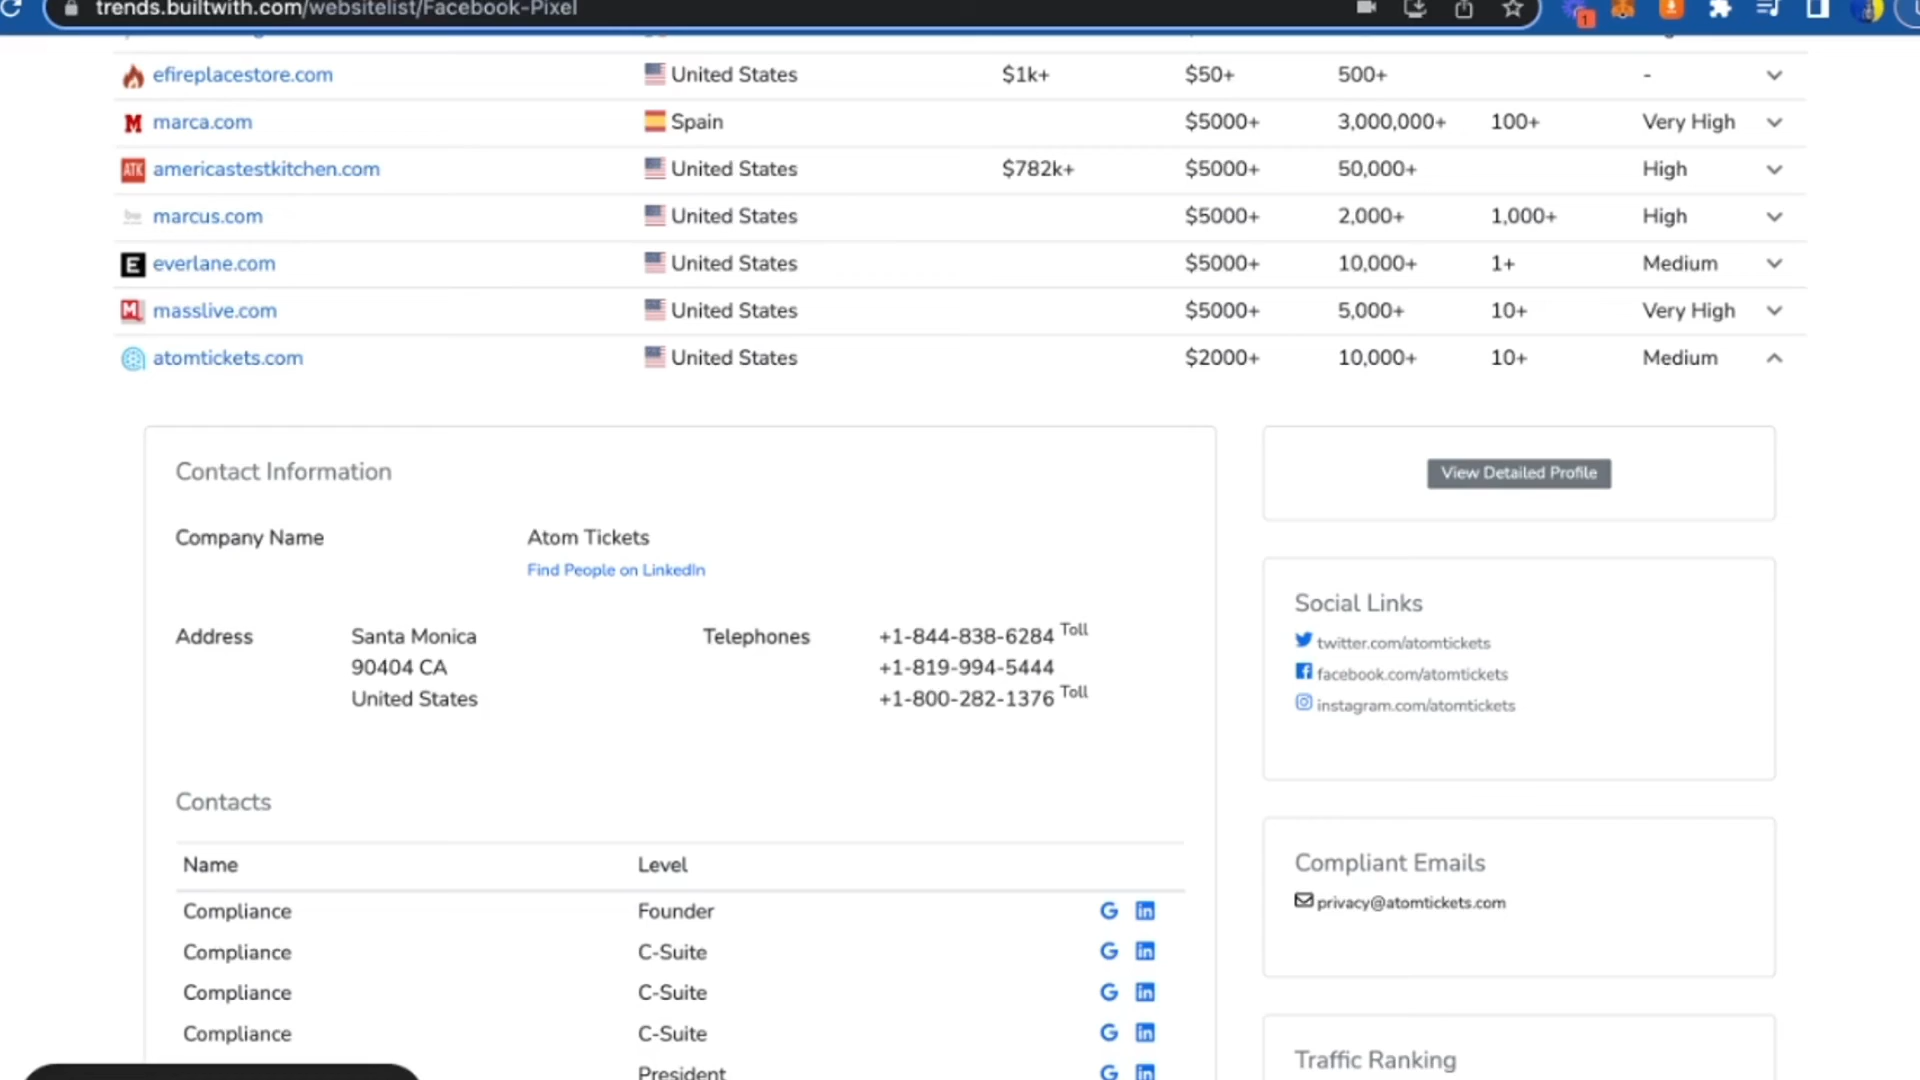 trends.builtwith.com/websitelist/Facebook-Pixel
1
efireplacestore.com United States $1k+ $50+ 500+ -
M marca.com Spain $5000+ 3,000,000+ 100+ Very High
ATK americastestkitchen.com United States $782k+ $5000+ 50,000+ High
marcus.com United States $5000+ 2,000+ 1,000+ High
E everlane.com United States $5000+ 10,000+ 1+ Medium
M masslive.com United States $5000+ 5,000+ 10+ Very High
atomtickets.com United States $2000+ 10,000+ 10+ Medium
Contact Information
Company Name Atom Tickets
Find People on LinkedIn
Address Santa Monica
90404 CA
United States
Telephones +1-844-838-6284 Toll
+1-819-994-5444
+1-800-282-1376 Toll
Contacts
Name Level
Compliance Founder G in
Compliance C-Suite G in
Compliance C-Suite G in
Compliance C-Suite G in
President G in
View Detailed Profile
Social Links
twitter.com/atomtickets
facebook.com/atomtickets
instagram.com/atomtickets
Compliant Emails
privacy@atomtickets.com
Traffic Ranking